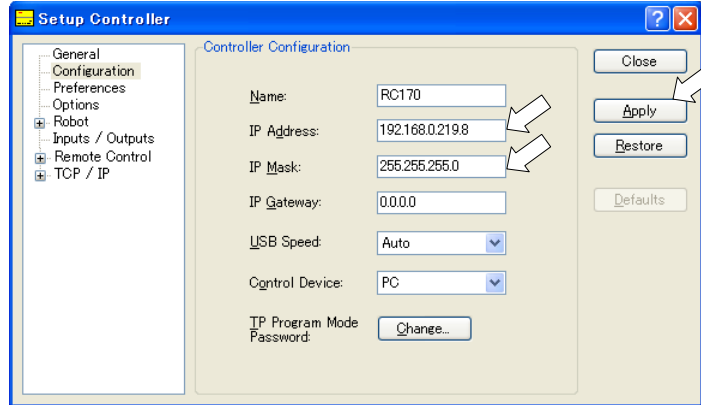 Setup Controller
General
Configuration
Preferences
Options
Robot
Inputs / Outputs
Remote Control
TCP / IP
Controller Configuration
Name: RC170
IP Address: 192.168.0.219.8
IP Mask: 255.255.255.0
IP Gateway: 0.0.0.0
USB Speed: Auto
Control Device: PC
TP Program Mode
Password: Change...
Close
Apply
Restore
Defaults